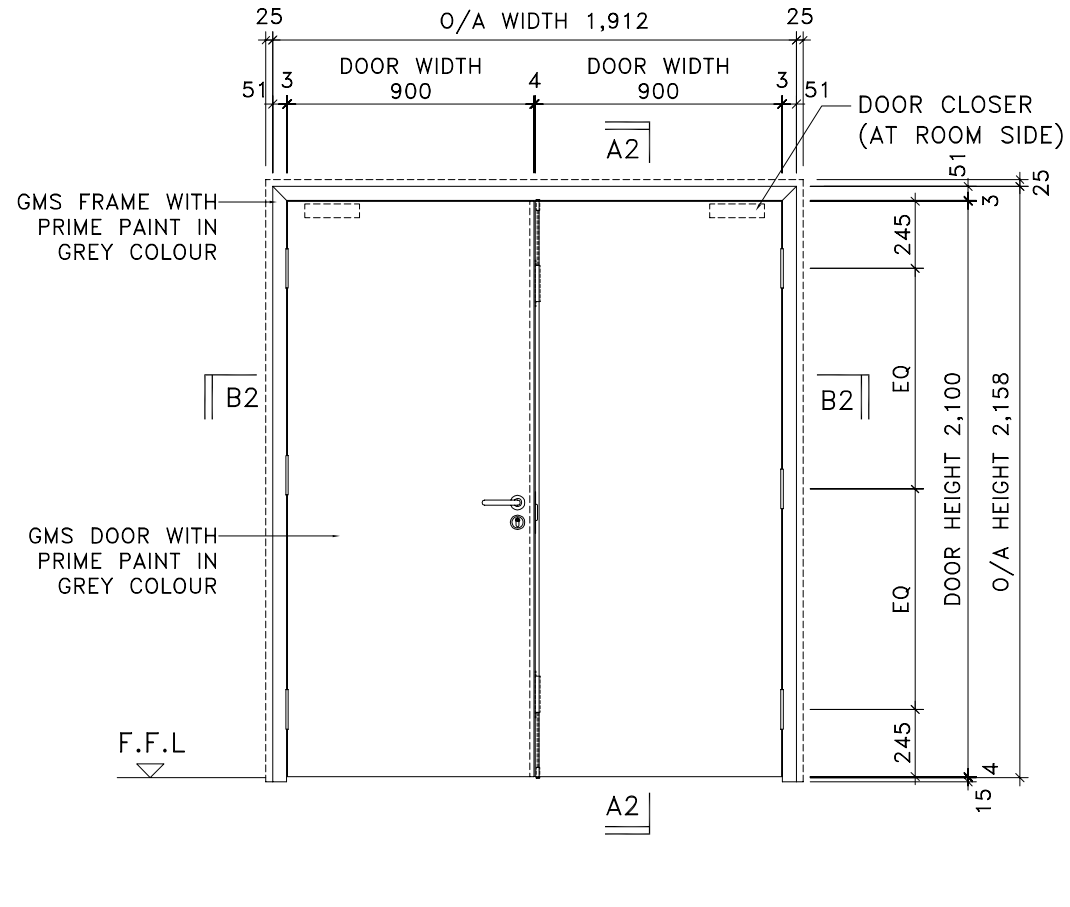 25
O/A WIDTH 1,912
25
51
3
DOOR WIDTH
900
4
DOOR WIDTH
900
3
51
DOOR CLOSER
(AT ROOM SIDE)
A2
51
25
3
GMS FRAME WITH
PRIME PAINT IN
GREY COLOUR
245
B2
B2
EQ
DOOR HEIGHT 2,100
O/A HEIGHT 2,158
GMS DOOR WITH
PRIME PAINT IN
GREY COLOUR
EQ
F.F.L
245
4
15
A2